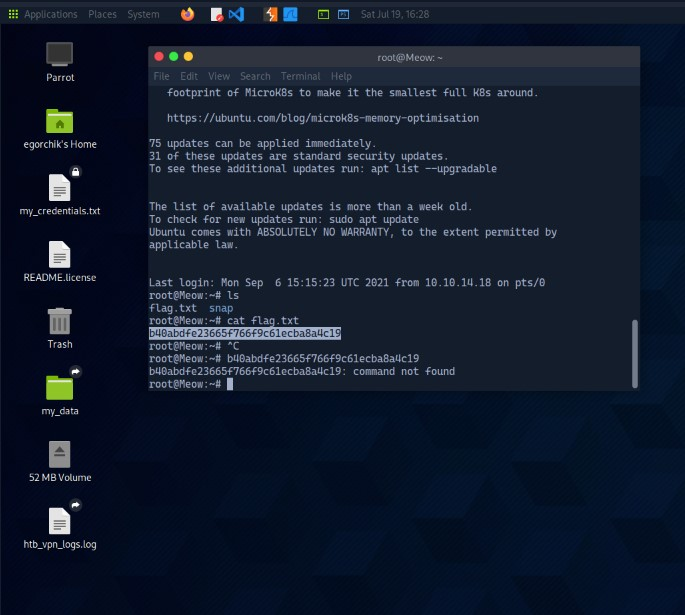 Applications Places System Sat Jul 19, 16:28
Parrot
egorchik's Home
my_credentials.txt
README.license
Trash
my_data
52 MB Volume
htb_vpn_logs.log
root@Meow: ~
File Edit View Search Terminal Help
footprint of MicroK8s to make it the smallest full K8s around.
https://ubuntu.com/blog/microk8s-memory-optimisation
75 updates can be applied immediately.
31 of these updates are standard security updates.
To see these additional updates run: apt list --upgradable
The list of available updates is more than a week old.
To check for new updates run: sudo apt update
Ubuntu comes with ABSOLUTELY NO WARRANTY, to the extent permitted by
applicable law.
Last login: Mon Sep  6 15:15:23 UTC 2021 from 10.10.14.18 on pts/0
root@Meow:~# ls
flag.txt  snap
root@Meow:~# cat flag.txt
b40abdfe23665f766f9c61ecba8a4c19
root@Meow:~# ^C
root@Meow:~# b40abdfe23665f766f9c61ecba8a4c19
b40abdfe23665f766f9c61ecba8a4c19: command not found
root@Meow:~#